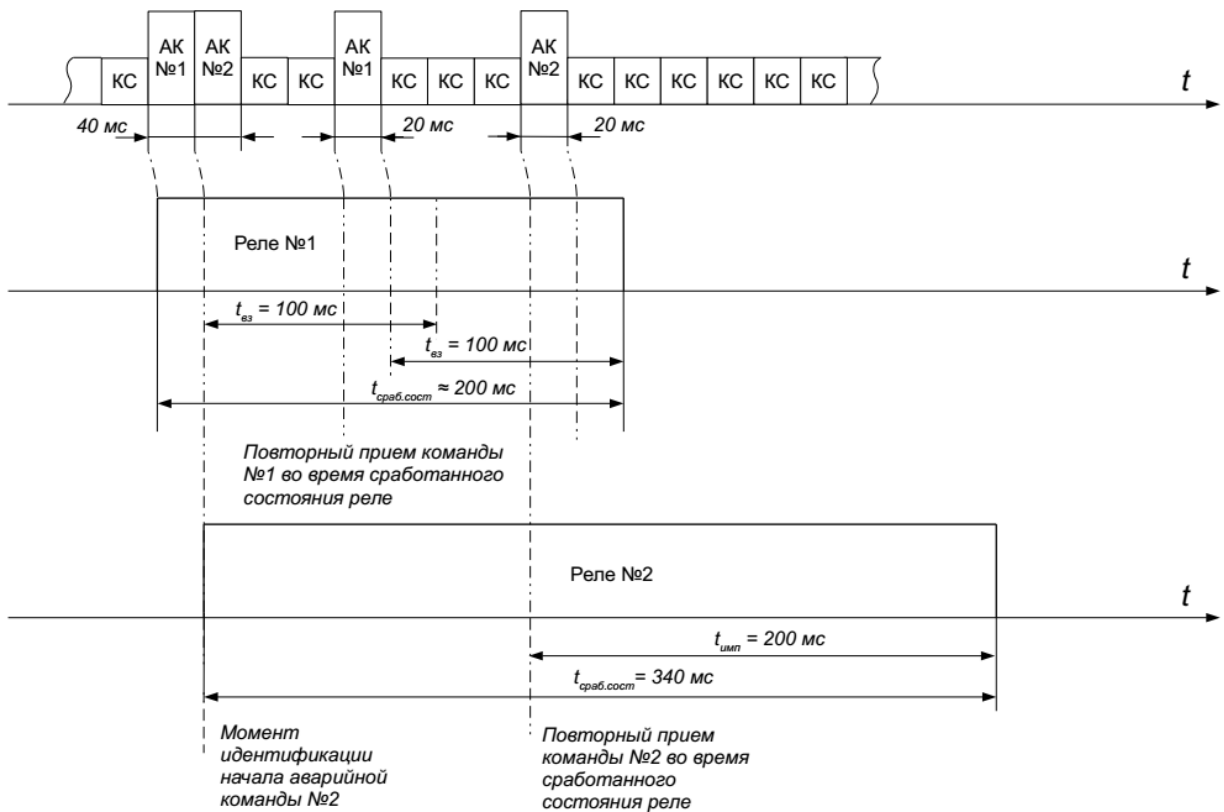 АК №1
АК №2
АК №1
АК №2
КС КС КС КС КС КС КС КС КС КС КС КС
t
40 мс
20 мс
20 мс
Реле №1
t
tвз = 100 мс
tвз = 100 мс
tсраб.сост ≈ 200 мс
Повторный прием команды
№1 во время сработанного
состояния реле
Реле №2
t
tимп = 200 мс
tсраб.сост = 340 мс
Момент
идентификации
начала аварийной
команды №2
Повторный прием
команды №2 во время
сработанного
состояния реле